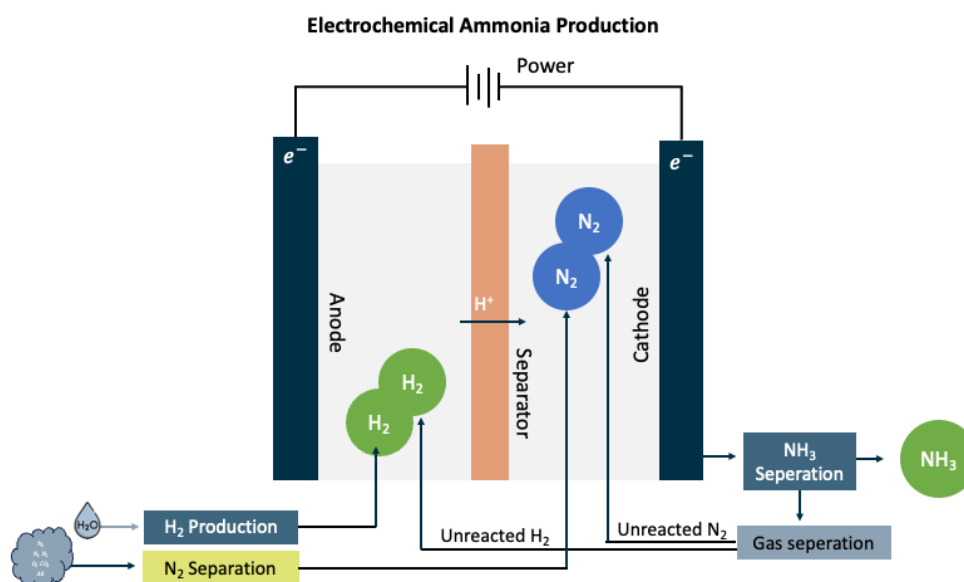 Electrochemical Ammonia Production
Power
e⁻
e⁻
N₂
N₂
Anode
H⁺
Separator
Cathode
H₂
H₂
NH₃
Seperation
NH₃
H₂O
H₂ Production
Unreacted H₂
Unreacted N₂
Gas seperation
N₂ Separation